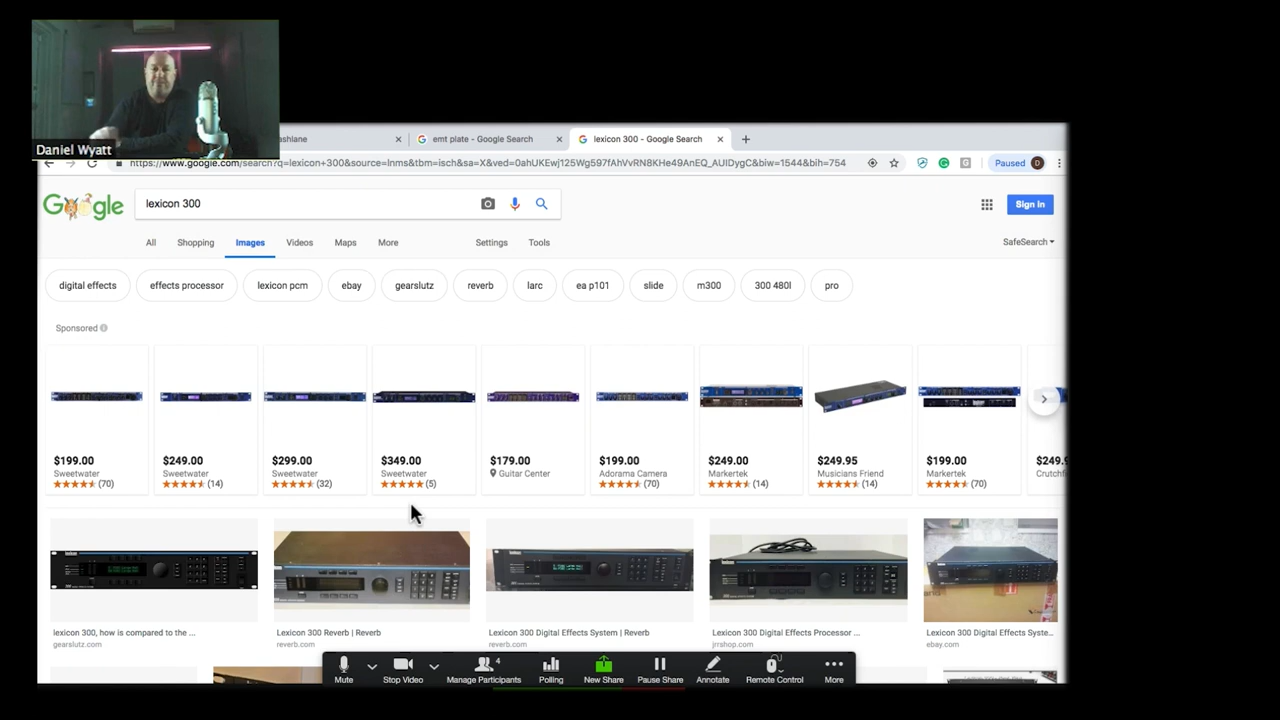 Daniel Wyatt
ashlane
emt plate - Google Search
lexicon 300 - Google Search
https://www.google.com/search?q=lexicon+300&source=lnms&tbm=isch&sa=X&ved=0ahUKEwj125Wg597fAhVvRN8KHe49AnEQ_AUIDygC&biw=1544&bih=754
Paused D
Google
lexicon 300
Sign in
All Shopping Images Videos Maps More Settings Tools
SafeSearch
digital effects effects processor lexicon pcm ebay gearslutz reverb larc ea p101 slide m300 300 480l pro
Sponsored
$199.00 $249.00 $299.00 $349.00 $179.00 $199.00 $249.00 $249.95 $199.00 $249.9
Sweetwater Sweetwater Sweetwater Sweetwater Guitar Center Adorama Camera Markertek Musicians Friend Markertek Crutchf
(70) (14) (32) (5) (70) (14) (14) (70)
lexicon 300, how is compared to the ... Lexicon 300 Reverb | Reverb Lexicon 300 Digital Effects System | Reverb Lexicon 300 Digital Effects Processor ... Lexicon 300 Digital Effects Syste...
gearslutz.com reverb.com reverb.com jrrshop.com ebay.com
4
Mute Stop Video Manage Participants Polling New Share Pause Share Annotate Remote Control More